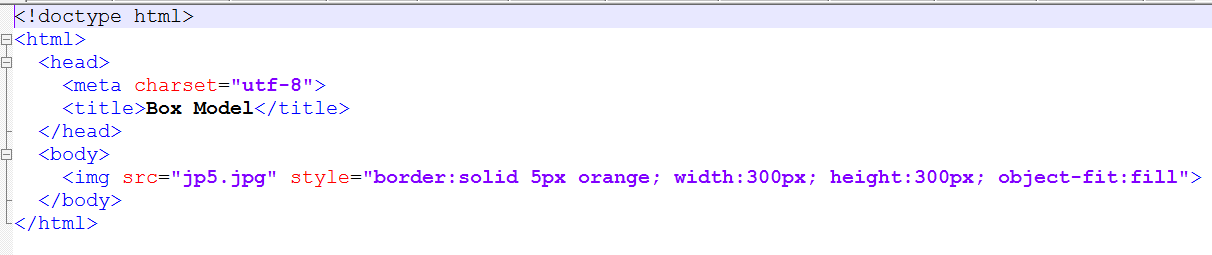 <!doctype html>
<html>
<head>
<meta charset="utf-8">
<title>Box Model</title>
</head>
<body>
<img src="jp5.jpg" style="border:solid 5px orange; width:300px; height:300px; object-fit:fill">
</body>
</html>